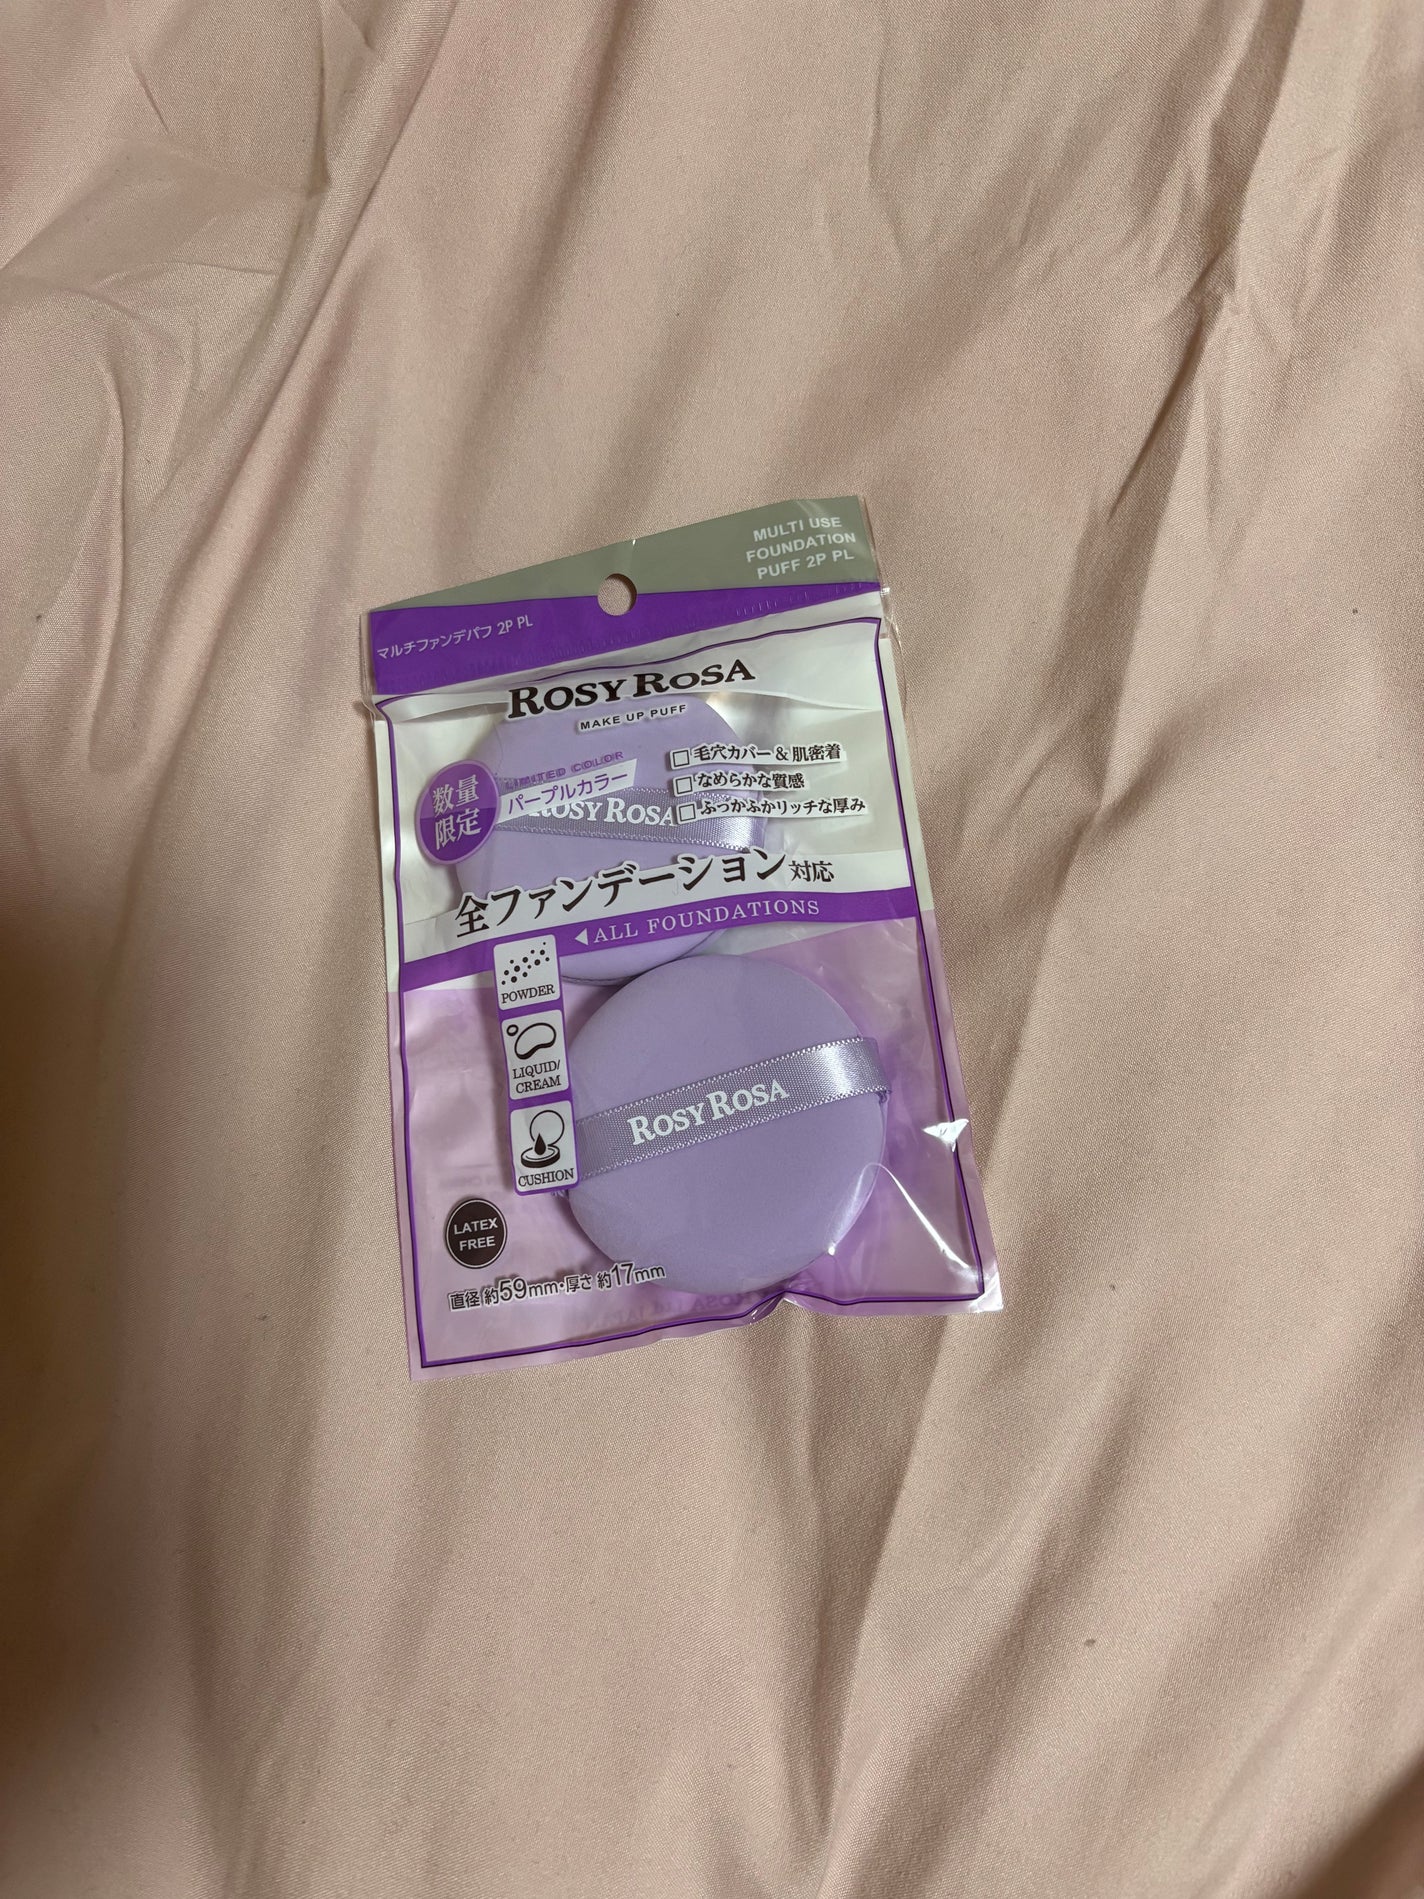 MULTI USE
FOUNDATION
PUFF 2P PL
マルチファンデパフ 2P PL
ROSY ROSA
MAKE UP PUFF
数量
限定
LIMITED COLOR
パープルカラー
□毛穴カバー&肌密着
□なめらかな質感
□ふっかふかリッチな厚み
ROSY ROSA
全ファンデーション対応
◀ALL FOUNDATIONS
POWDER
LIQUID/
CREAM
CUSHION
ROSY ROSA
LATEX
FREE
直径 約59mm・厚さ 約17mm